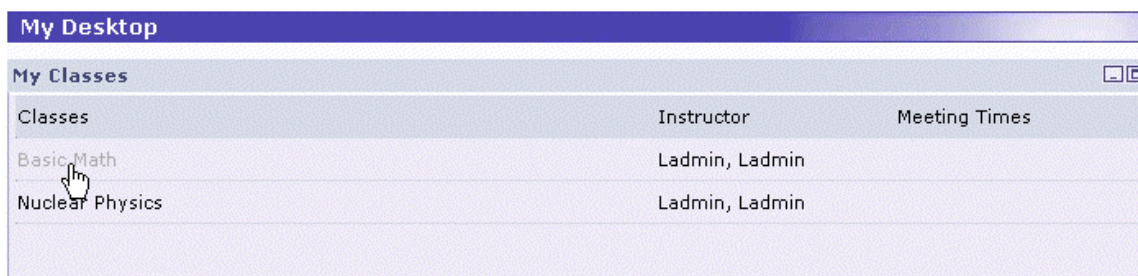 My Desktop
My Classes
Classes Instructor Meeting Times
Basic Math Ladmin, Ladmin
Nuclear Physics Ladmin, Ladmin